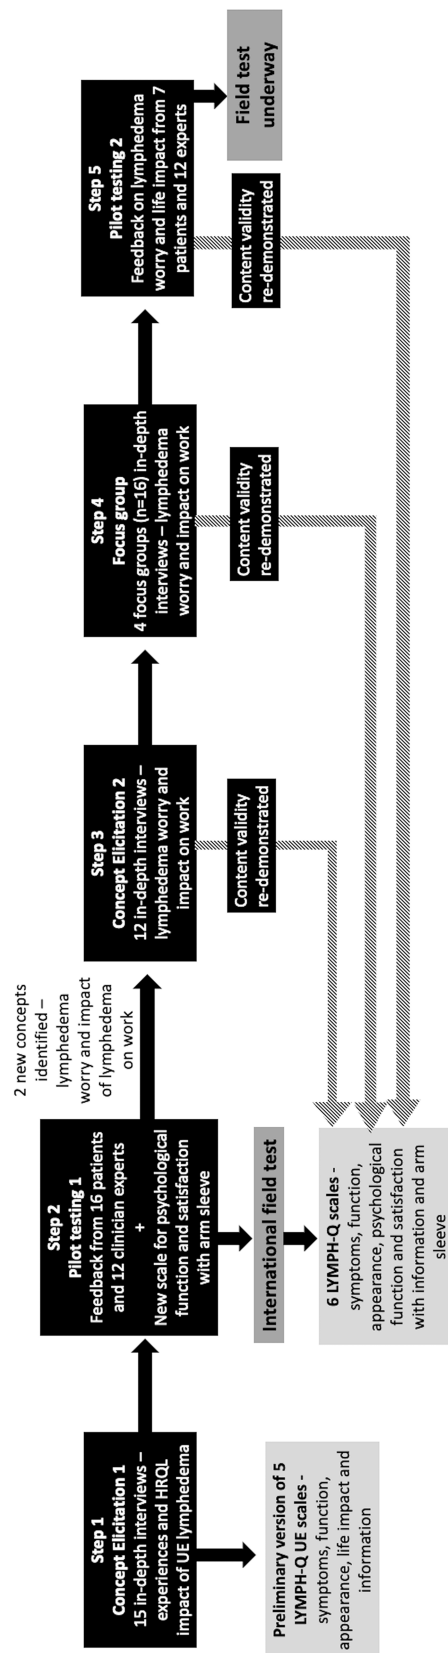 Step 1
Concept Elicitation 1
15 in-depth interviews –
experiences and HRQL
impact of UE lymphedema
Preliminary version of 5
LYMPH-Q UE scales -
symptoms, function,
appearance, life impact and
information
Step 2
Pilot testing 1
Feedback from 16 patients
and 12 clinician experts
+
New scale for psychological
function and satisfaction
with arm sleeve
International field test
6 LYMPH-Q scales -
symptoms, function,
appearance, psychological
function and satisfaction
with information and arm
sleeve
2 new concepts
identified –
lymphedema
worry and impact
of lymphedema
on work
Step 3
Concept Elicitation 2
12 in-depth interviews –
lymphedema worry and
impact on work
Content validity
re-demonstrated
Step 4
Focus group
4 focus groups (n=16) in-depth
interviews – lymphedema
worry and impact on work
Content validity
re-demonstrated
Step 5
Pilot testing 2
Feedback on lymphedema
worry and life impact from 7
patients and 12 experts
Content validity
re-demonstrated
Field test
underway